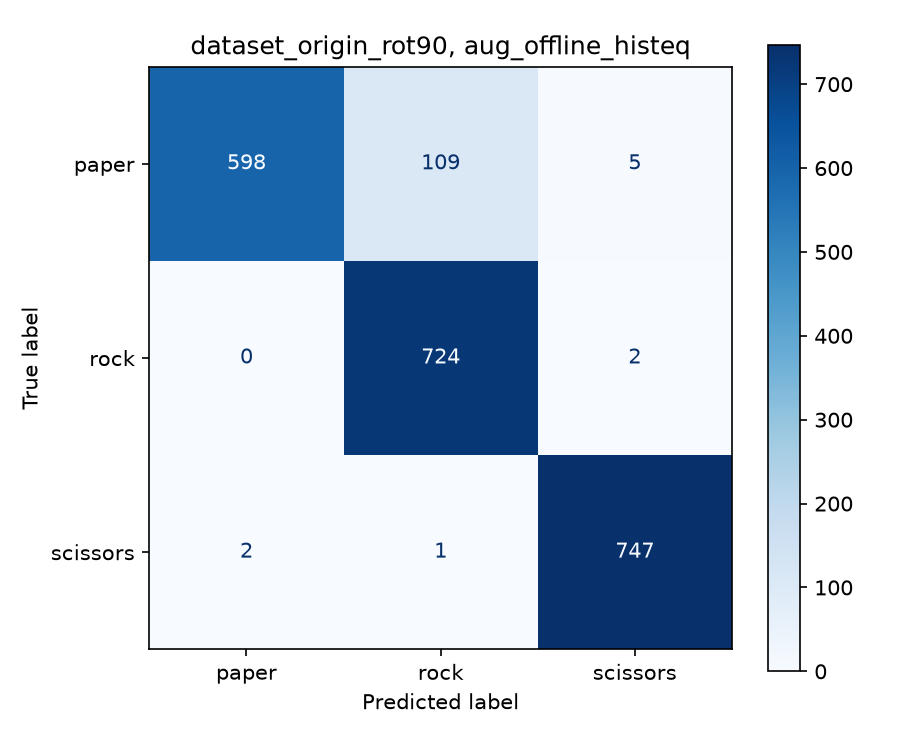 dataset_origin_rot90, aug_offline_histeq
True label
paper
598
109
5
rock
0
724
2
scissors
2
1
747
paper
rock
scissors
Predicted label
700
600
500
400
300
200
100
0